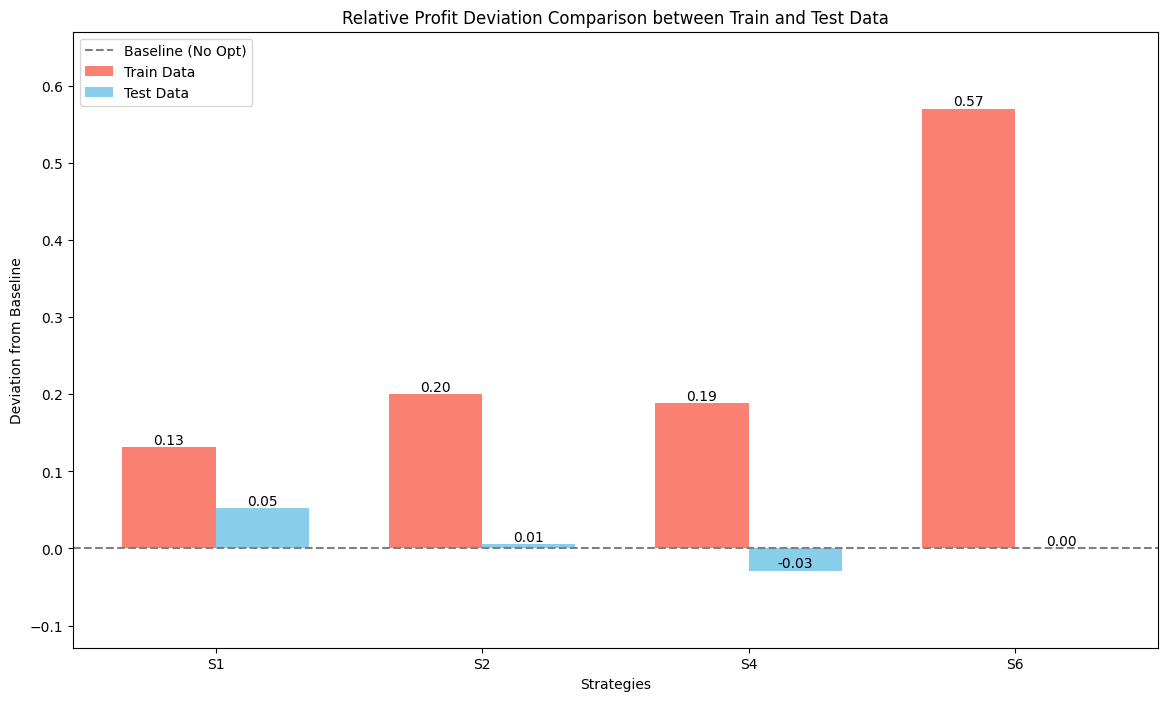 Relative Profit Deviation Comparison between Train and Test Data
Baseline (No Opt)
Train Data
Test Data
Deviation from Baseline
0.6
0.5
0.4
0.3
0.2
0.1
0.0
−0.1
0.13
0.05
0.20
0.01
0.19
-0.03
0.57
0.00
S1
S2
S4
S6
Strategies